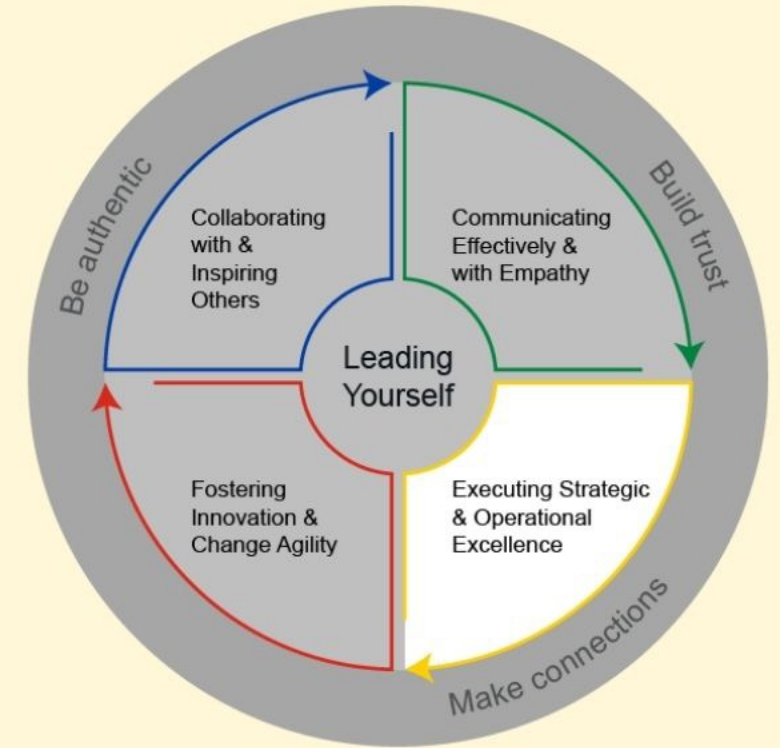 Be authentic
Build trust
Collaborating
with &
Inspiring
Others
Communicating
Effectively &
with Empathy
Leading
Yourself
Fostering
Innovation &
Change Agility
Executing Strategic
& Operational
Excellence
Make connections